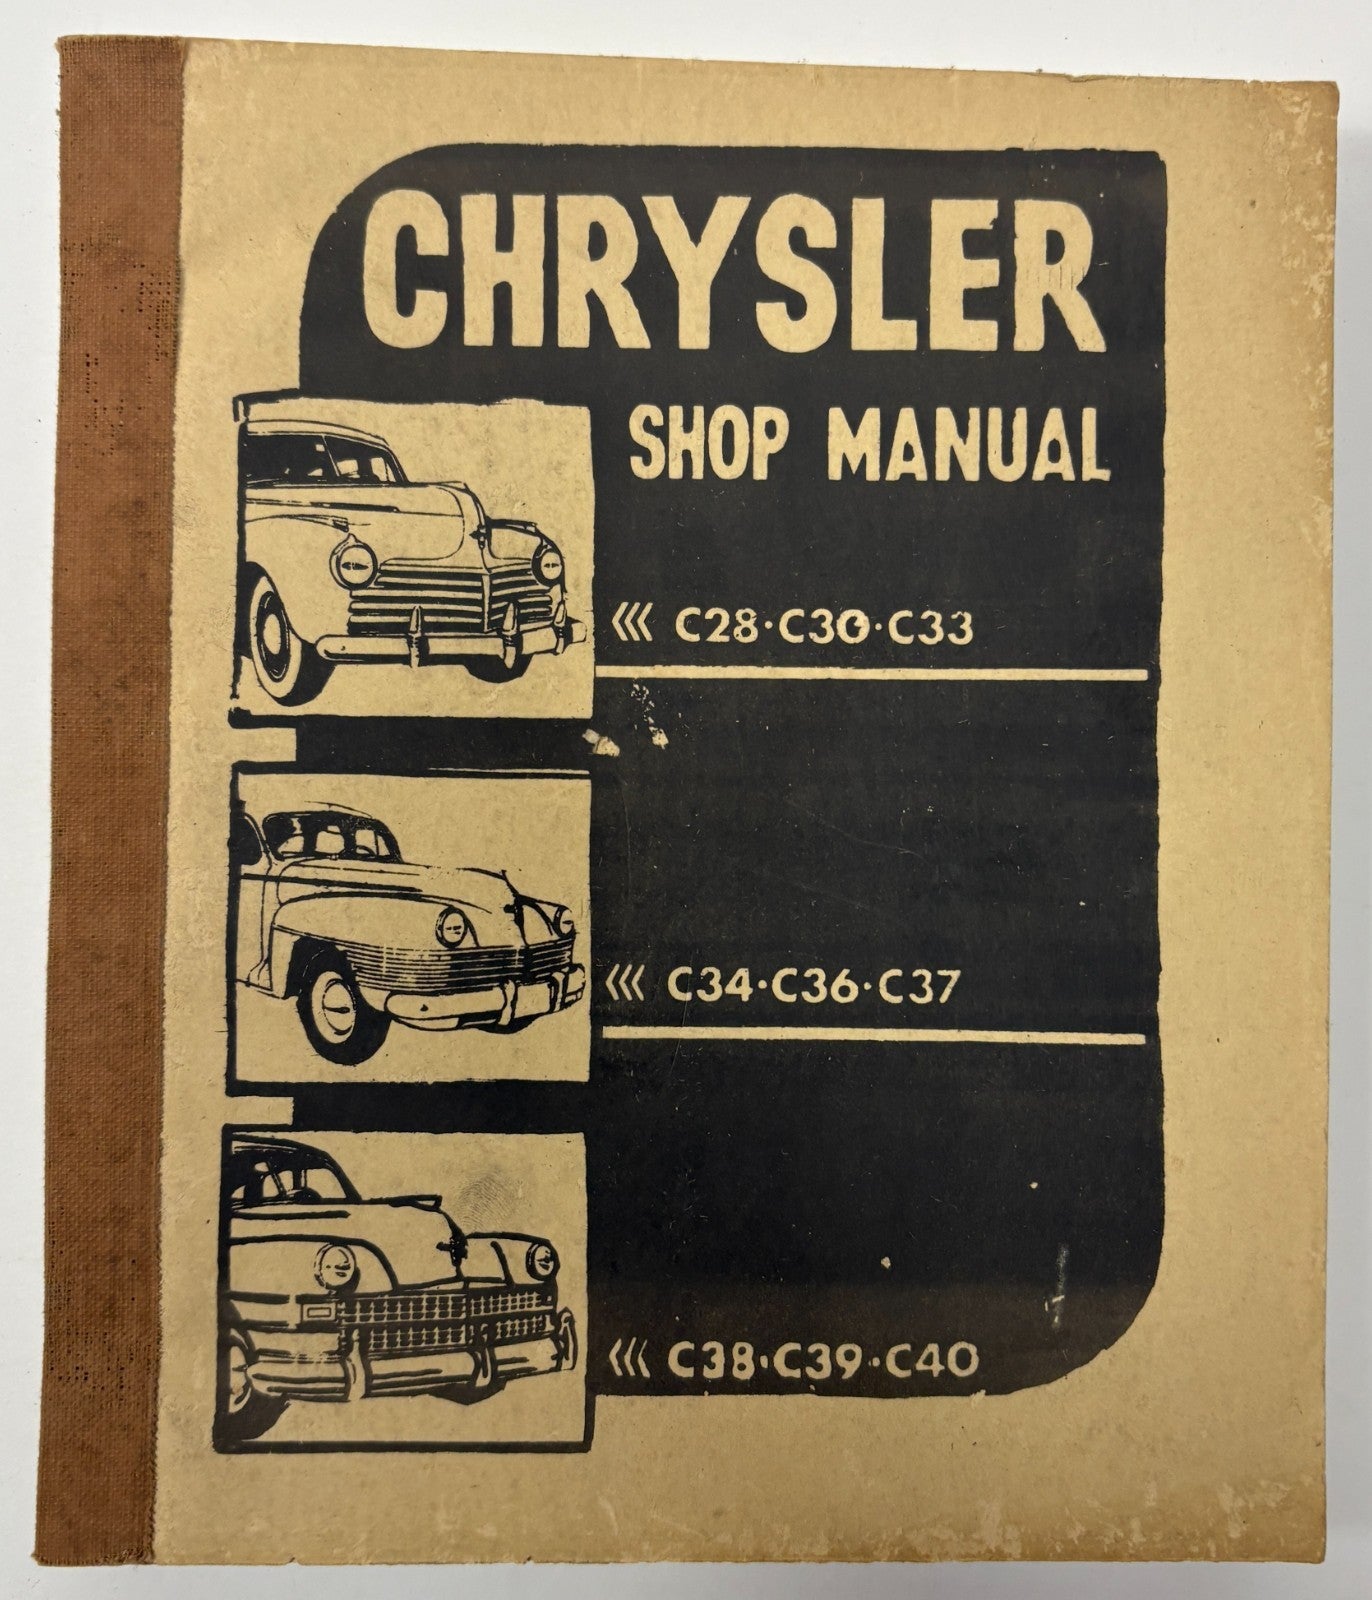 CHRYSLER
SHOP MANUAL
C28·C30·C33
C34·C36·C37
C38·C39·C40